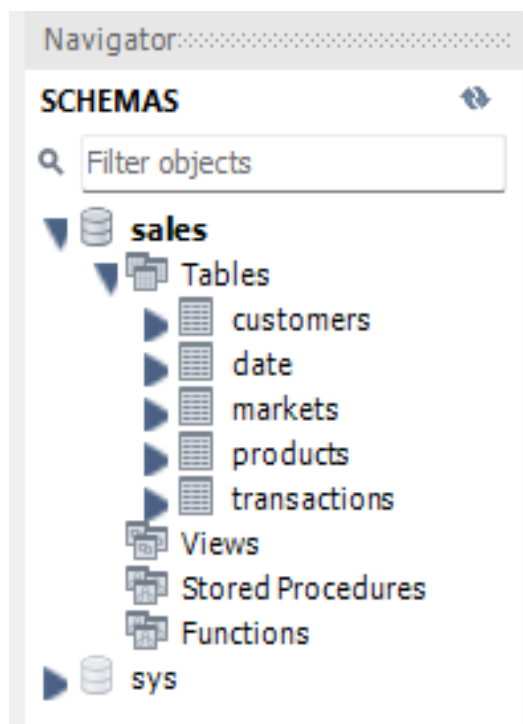 Navigator
SCHEMAS
Filter objects
sales
Tables
customers
date
markets
products
transactions
Views
Stored Procedures
Functions
sys